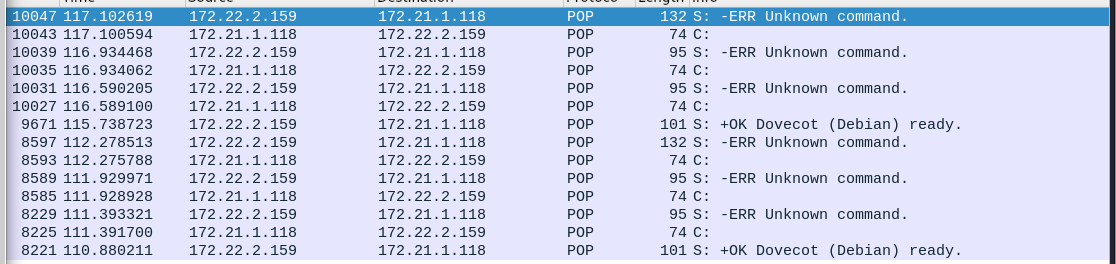 Time Source Destination Protocol Length Info
10047 117.102619 172.22.2.159 172.21.1.118 POP 132 S: -ERR Unknown command.
10043 117.100594 172.21.1.118 172.22.2.159 POP 74 C:
10039 116.934468 172.22.2.159 172.21.1.118 POP 95 S: -ERR Unknown command.
10035 116.934062 172.21.1.118 172.22.2.159 POP 74 C:
10031 116.590205 172.22.2.159 172.21.1.118 POP 95 S: -ERR Unknown command.
10027 116.589100 172.21.1.118 172.22.2.159 POP 74 C:
9671 115.738723 172.22.2.159 172.21.1.118 POP 101 S: +OK Dovecot (Debian) ready.
8597 112.278513 172.22.2.159 172.21.1.118 POP 132 S: -ERR Unknown command.
8593 112.275788 172.21.1.118 172.22.2.159 POP 74 C:
8589 111.929971 172.22.2.159 172.21.1.118 POP 95 S: -ERR Unknown command.
8585 111.928928 172.21.1.118 172.22.2.159 POP 74 C:
8229 111.393321 172.22.2.159 172.21.1.118 POP 95 S: -ERR Unknown command.
8225 111.391700 172.21.1.118 172.22.2.159 POP 74 C:
8221 110.880211 172.22.2.159 172.21.1.118 POP 101 S: +OK Dovecot (Debian) ready.